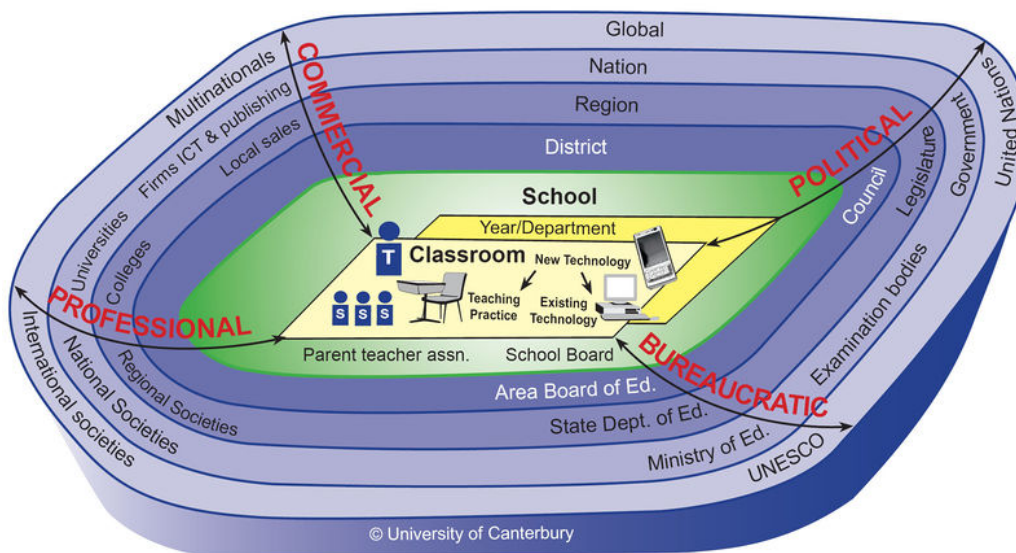 Global
Nation
Region
District
School
Year/Department
Classroom
New Technology
Teaching
Practice
Existing
Technology
T
S S S
Parent teacher assn.
School Board
Area Board of Ed.
State Dept. of Ed.
Ministry of Ed.
UNESCO
COMMERCIAL
Multinationals
Firms ICT & publishing
Local sales
POLITICAL
United Nations
Government
Legislature
Council
PROFESSIONAL
Universities
Colleges
International societies
National Societies
Regional Societies
BUREAUCRATIC
Examination bodies
© University of Canterbury